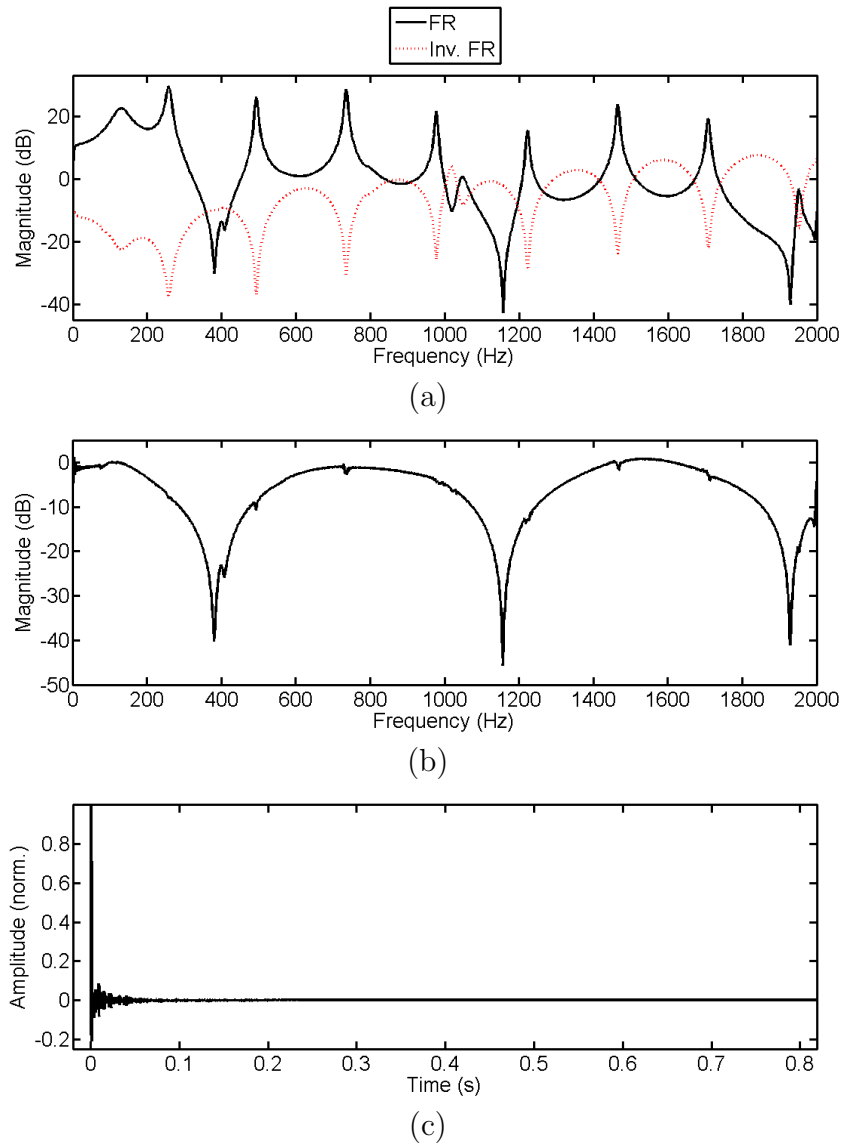 FR
Inv. FR
20
0
-20
-40
Magnitude (dB)
0 200 400 600 800 1000 1200 1400 1600 1800 2000
Frequency (Hz)
(a)
0
-10
-20
-30
-40
-50
Magnitude (dB)
0 200 400 600 800 1000 1200 1400 1600 1800 2000
Frequency (Hz)
(b)
0.8
0.6
0.4
0.2
0
-0.2
Amplitude (norm.)
0 0.1 0.2 0.3 0.4 0.5 0.6 0.7 0.8
Time (s)
(c)